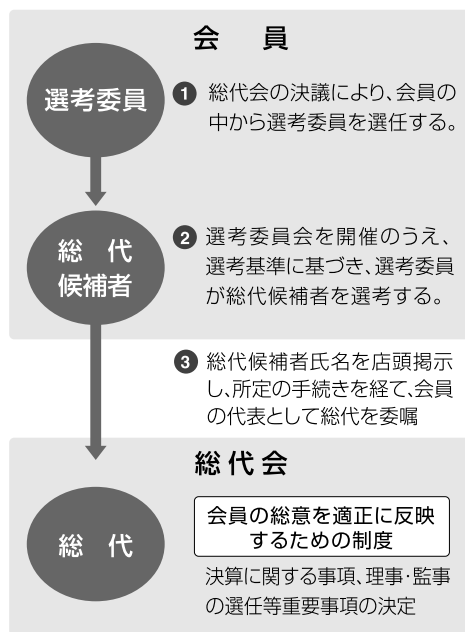 会　員
選考委員
❶ 総代会の決議により、会員の
中から選考委員を選任する。
総　代
候補者
❷ 選考委員会を開催のうえ、
選考基準に基づき、選考委員
が総代候補者を選考する。
❸ 総代候補者氏名を店頭掲示
し、所定の手続きを経て、会員
の代表として総代を委嘱
総代会
総　代
会員の総意を適正に反映
するための制度
決算に関する事項、理事・監事
の選任等重要事項の決定